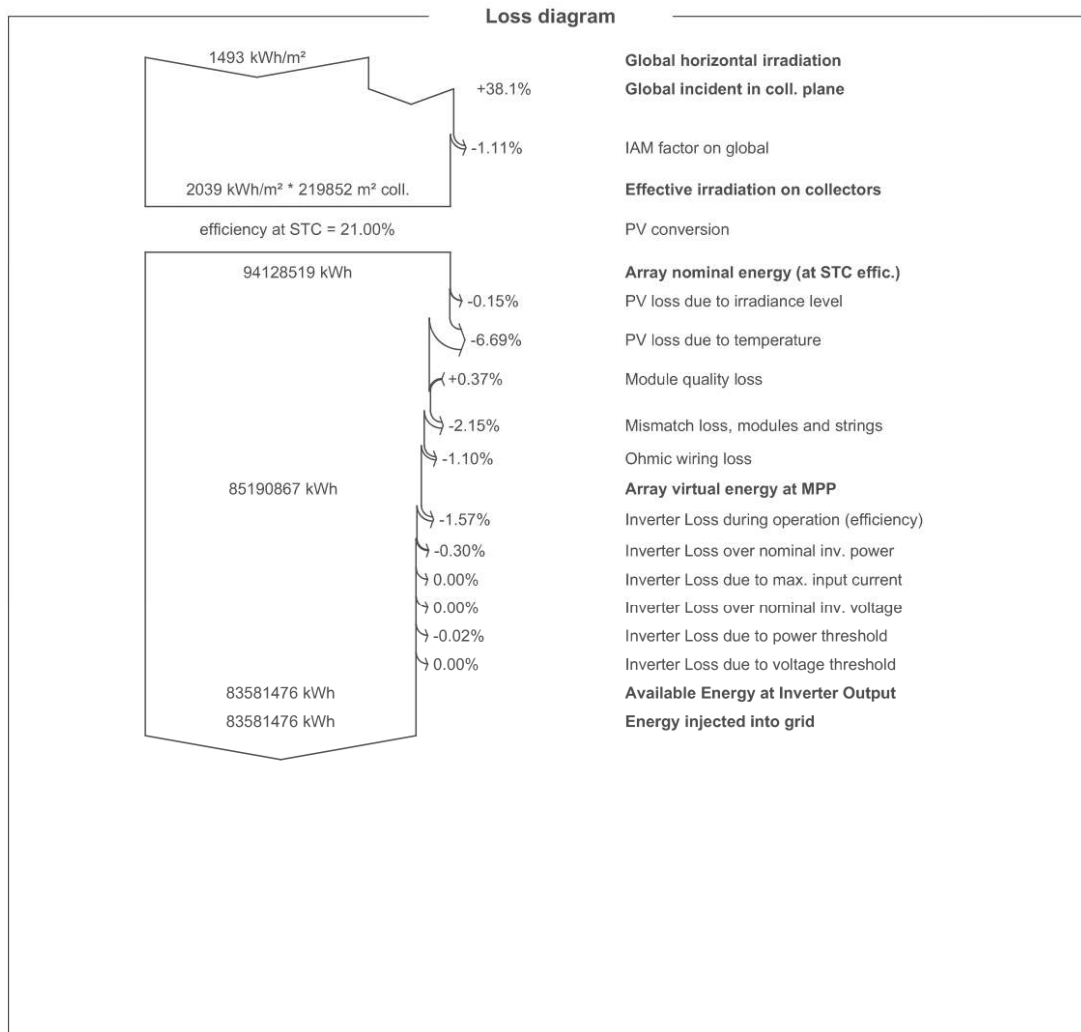 Loss diagram
1493 kWh/m² Global horizontal irradiation
+38.1% Global incident in coll. plane
-1.11% IAM factor on global
2039 kWh/m² * 219852 m² coll. Effective irradiation on collectors
efficiency at STC = 21.00% PV conversion
94128519 kWh Array nominal energy (at STC effic.)
-0.15% PV loss due to irradiance level
-6.69% PV loss due to temperature
+0.37% Module quality loss
-2.15% Mismatch loss, modules and strings
-1.10% Ohmic wiring loss
85190867 kWh Array virtual energy at MPP
-1.57% Inverter Loss during operation (efficiency)
-0.30% Inverter Loss over nominal inv. power
0.00% Inverter Loss due to max. input current
0.00% Inverter Loss over nominal inv. voltage
-0.02% Inverter Loss due to power threshold
0.00% Inverter Loss due to voltage threshold
83581476 kWh Available Energy at Inverter Output
83581476 kWh Energy injected into grid